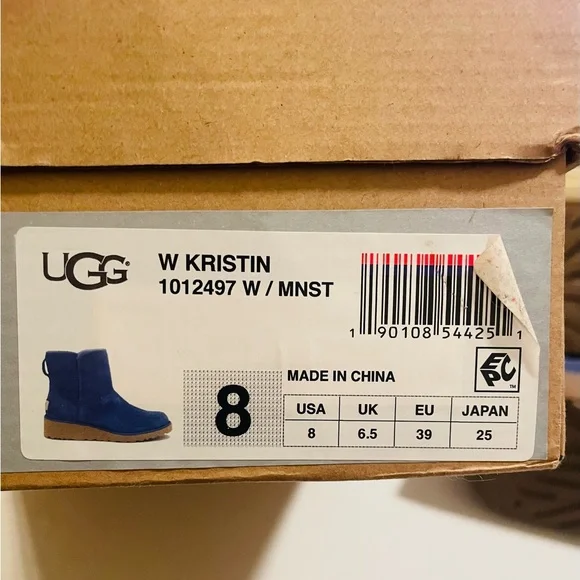 UGG®
W KRISTIN
1012497 W / MNST
1 90108 54425 1
EPC™
8
MADE IN CHINA
USA UK EU JAPAN
8 6.5 39 25